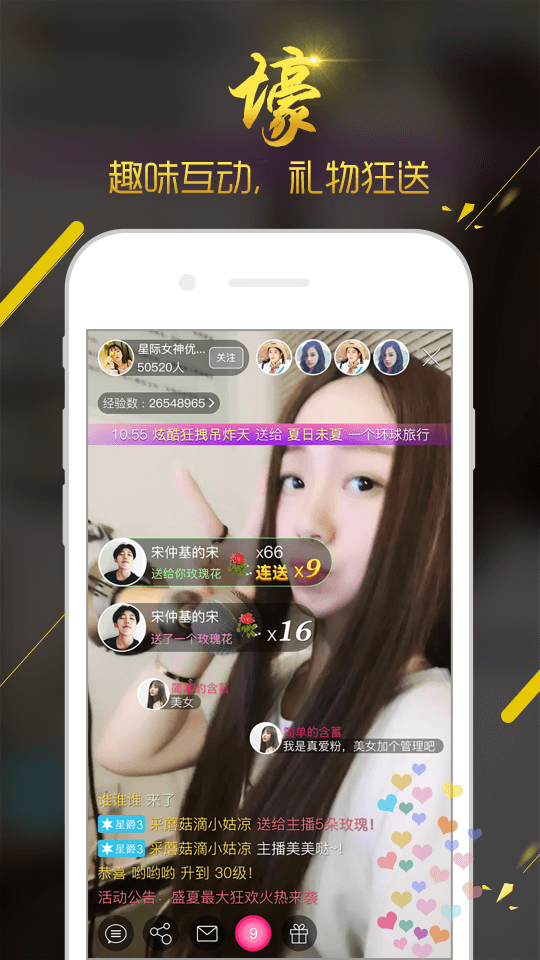 壕
趣味互动，礼物狂送
星际女神优...
50520人
关注
经验数：26548965
10:55 炫酷狂拽吊炸天 送给 夏日未夏 一个环球旅行
宋仲基的宋 x66
送给你玫瑰花 连送 x9
宋仲基的宋
送了一个玫瑰花 x16
简单的含蓄
美女
简单的含蓄
我是真爱粉，美女加个管理吧
谁谁谁 来了
星爵3 采蘑菇滴小姑凉 送给主播5朵玫瑰！
星爵3 采蘑菇滴小姑凉 主播美美哒~！
恭喜 哟哟哟 升到 30级！
活动公告：盛夏最大狂欢火热来袭
9